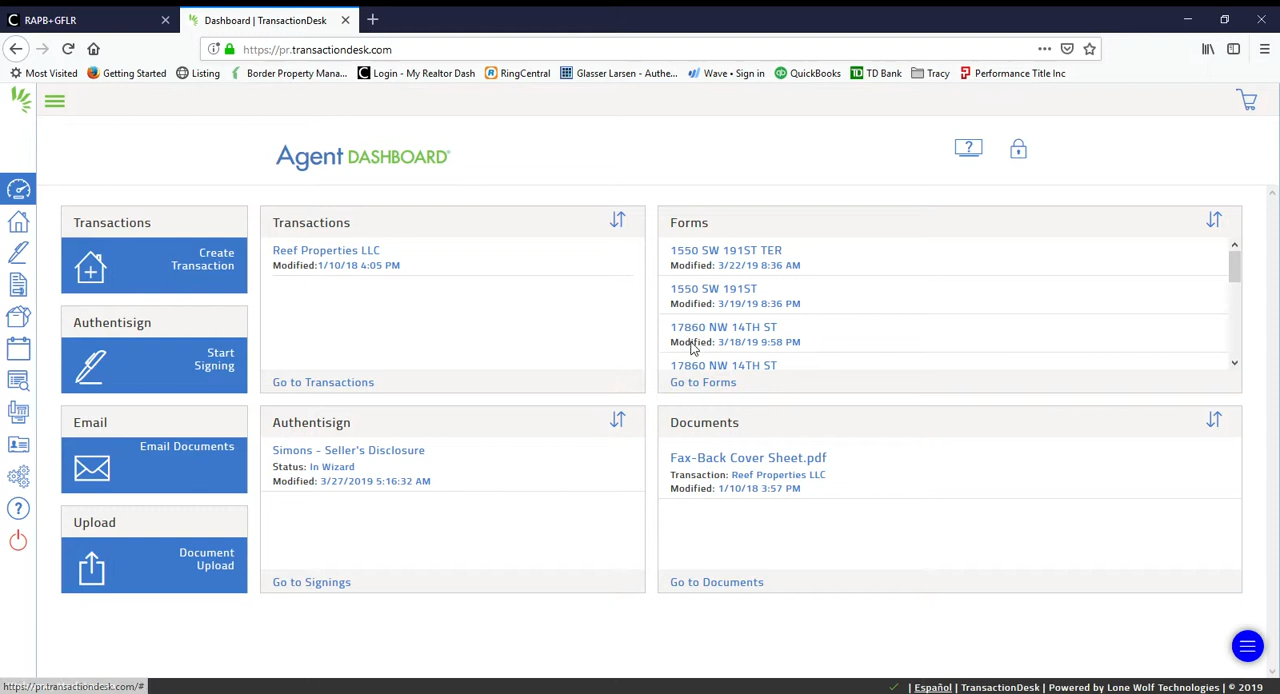 RAPB+GFLR
Dashboard | TransactionDesk
https://pr.transactiondesk.com
Most Visited Getting Started Listing Border Property Mana... Login - My Realtor Dash RingCentral Glasser Larsen - Authe... Wave • Sign in QuickBooks TD Bank Tracy Performance Title Inc
Agent DASHBOARD
Transactions
Create
Transaction
Authentisign
Start
Signing
Email
Email Documents
Upload
Document
Upload
Transactions
Reef Properties LLC
Modified:1/10/18 4:05 PM
Go to Transactions
Forms
1550 SW 191ST TER
Modified: 3/22/19 8:36 AM
1550 SW 191ST
Modified: 3/19/19 8:36 PM
17860 NW 14TH ST
Modified: 3/18/19 9:58 PM
17860 NW 14TH ST
Go to Forms
Authentisign
Simons - Seller's Disclosure
Status: In Wizard
Modified: 3/27/2019 5:16:32 AM
Go to Signings
Documents
Fax-Back Cover Sheet.pdf
Transaction: Reef Properties LLC
Modified: 1/10/18 3:57 PM
Go to Documents
https://pr.transactiondesk.com/#
| Español | TransactionDesk | Powered by Lone Wolf Technologies | © 2019